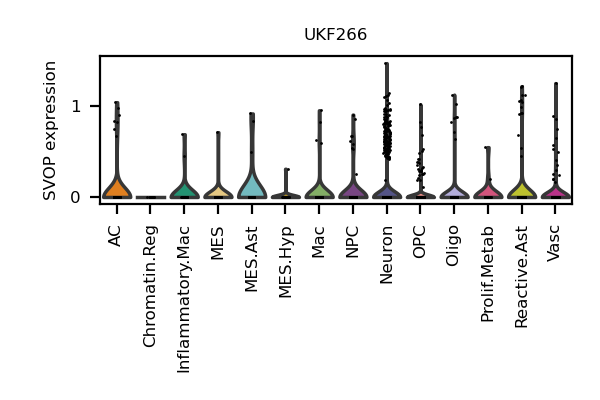 UKF266
SVOP expression
1
0
AC
Chromatin.Reg
Inflammatory.Mac
MES
MES.Ast
MES.Hyp
Mac
NPC
Neuron
OPC
Oligo
Prolif.Metab
Reactive.Ast
Vasc